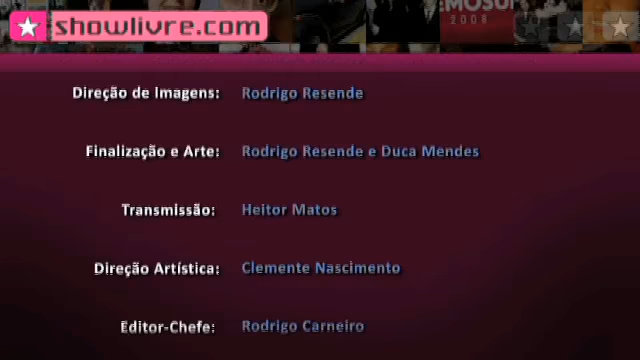 showlivre.com
2008
Direção de Imagens: Rodrigo Resende
Finalização e Arte: Rodrigo Resende e Duca Mendes
Transmissão: Heitor Matos
Direção Artística: Clemente Nascimento
Editor-Chefe: Rodrigo Carneiro